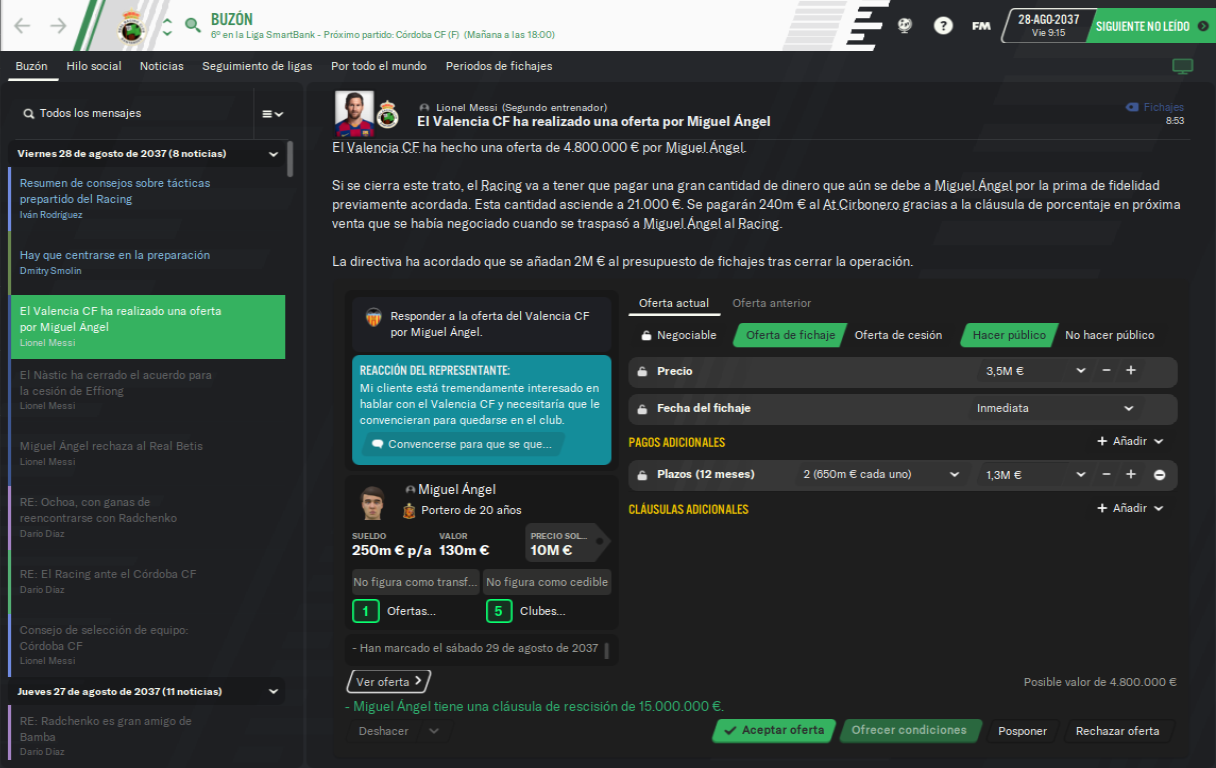 BUZÓN
6º en la Liga SmartBank - Próximo partido: Córdoba CF (F) (Mañana a las 18:00)
?
FM
28-AGO-2037
Vie 9:15
SIGUIENTE NO LEÍDO
Buzón
Hilo social
Noticias
Seguimiento de ligas
Por todo el mundo
Periodos de fichajes
Todos los mensajes
Viernes 28 de agosto de 2037 (8 noticias)
Resumen de consejos sobre tácticas
prepartido del Racing
Iván Rodríguez
Hay que centrarse en la preparación
Dmitry Smolin
El Valencia CF ha realizado una oferta
por Miguel Ángel
Lionel Messi
El Nàstic ha cerrado el acuerdo para
la cesión de Effiong
Lionel Messi
Miguel Ángel rechaza al Real Betis
Lionel Messi
RE: Ochoa, con ganas de
reencontrarse con Radchenko
Darío Díaz
RE: El Racing ante el Córdoba CF
Darío Díaz
Consejo de selección de equipo:
Córdoba CF
Lionel Messi
Jueves 27 de agosto de 2037 (11 noticias)
RE: Radchenko es gran amigo de
Bamba
Darío Díaz
Lionel Messi (Segundo entrenador)
El Valencia CF ha realizado una oferta por Miguel Ángel
Fichajes
8:53
El Valencia CF ha hecho una oferta de 4.800.000 € por Miguel Ángel.
Si se cierra este trato, el Racing va a tener que pagar una gran cantidad de dinero que aún se debe a Miguel Ángel por la prima de fidelidad
previamente acordada. Esta cantidad asciende a 21.000 €. Se pagarán 240m € al At.Cirbonero gracias a la cláusula de porcentaje en próxima
venta que se había negociado cuando se traspasó a Miguel Ángel al Racing.
La directiva ha acordado que se añadan 2M € al presupuesto de fichajes tras cerrar la operación.
Responder a la oferta del Valencia CF
por Miguel Ángel.
REACCIÓN DEL REPRESENTANTE:
Mi cliente está tremendamente interesado en
hablar con el Valencia CF y necesitaría que le
convencieran para quedarse en el club.
Convencerse para que se que...
Miguel Ángel
Portero de 20 años
SUELDO
250m € p/a
VALOR
130m €
PRECIO SOL...
10M €
No figura como transf...
No figura como cedible
1 Ofertas...
5 Clubes...
- Han marcado el sábado 29 de agosto de 2037
Oferta actual
Oferta anterior
Negociable
Oferta de fichaje
Oferta de cesión
Hacer público
No hacer público
Precio
3,5M €
Fecha del fichaje
Inmediata
PAGOS ADICIONALES
Añadir
Plazos (12 meses)
2 (650m € cada uno)
1,3M €
CLÁUSULAS ADICIONALES
Añadir
Ver oferta
Posible valor de 4.800.000 €
- Miguel Ángel tiene una cláusula de rescisión de 15.000.000 €.
Deshacer
Aceptar oferta
Ofrecer condiciones
Posponer
Rechazar oferta